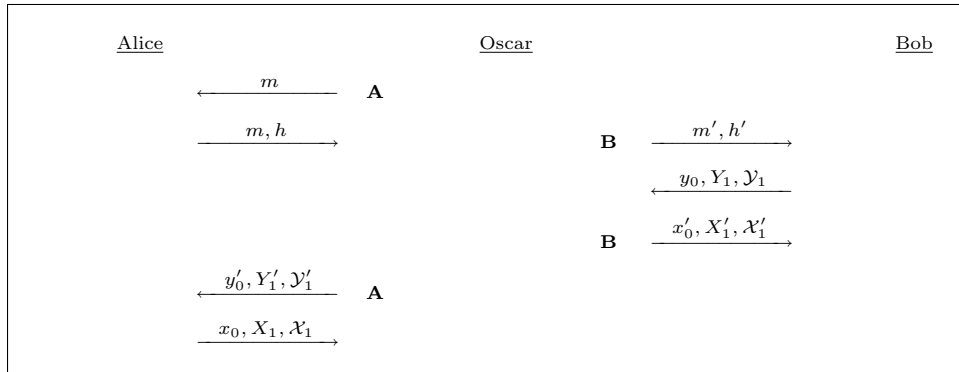 Alice Oscar Bob
m A
m, h B m′, h′
y₀, Y₁, 𝒴₁
B x′₀, X′₁, 𝒳′₁
y′₀, Y′₁, 𝒴′₁ A
x₀, X₁, 𝒳₁